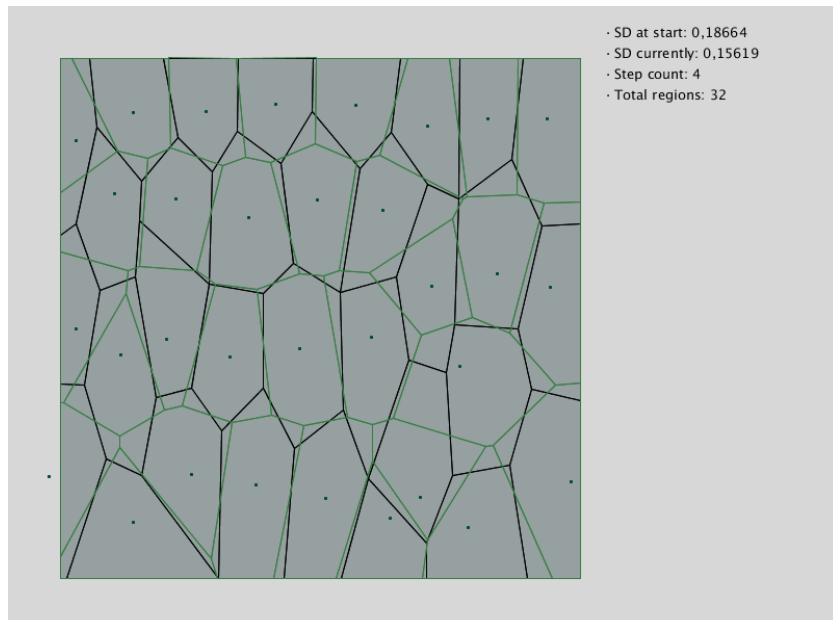 · SD at start: 0,18664
· SD currently: 0,15619
· Step count: 4
· Total regions: 32